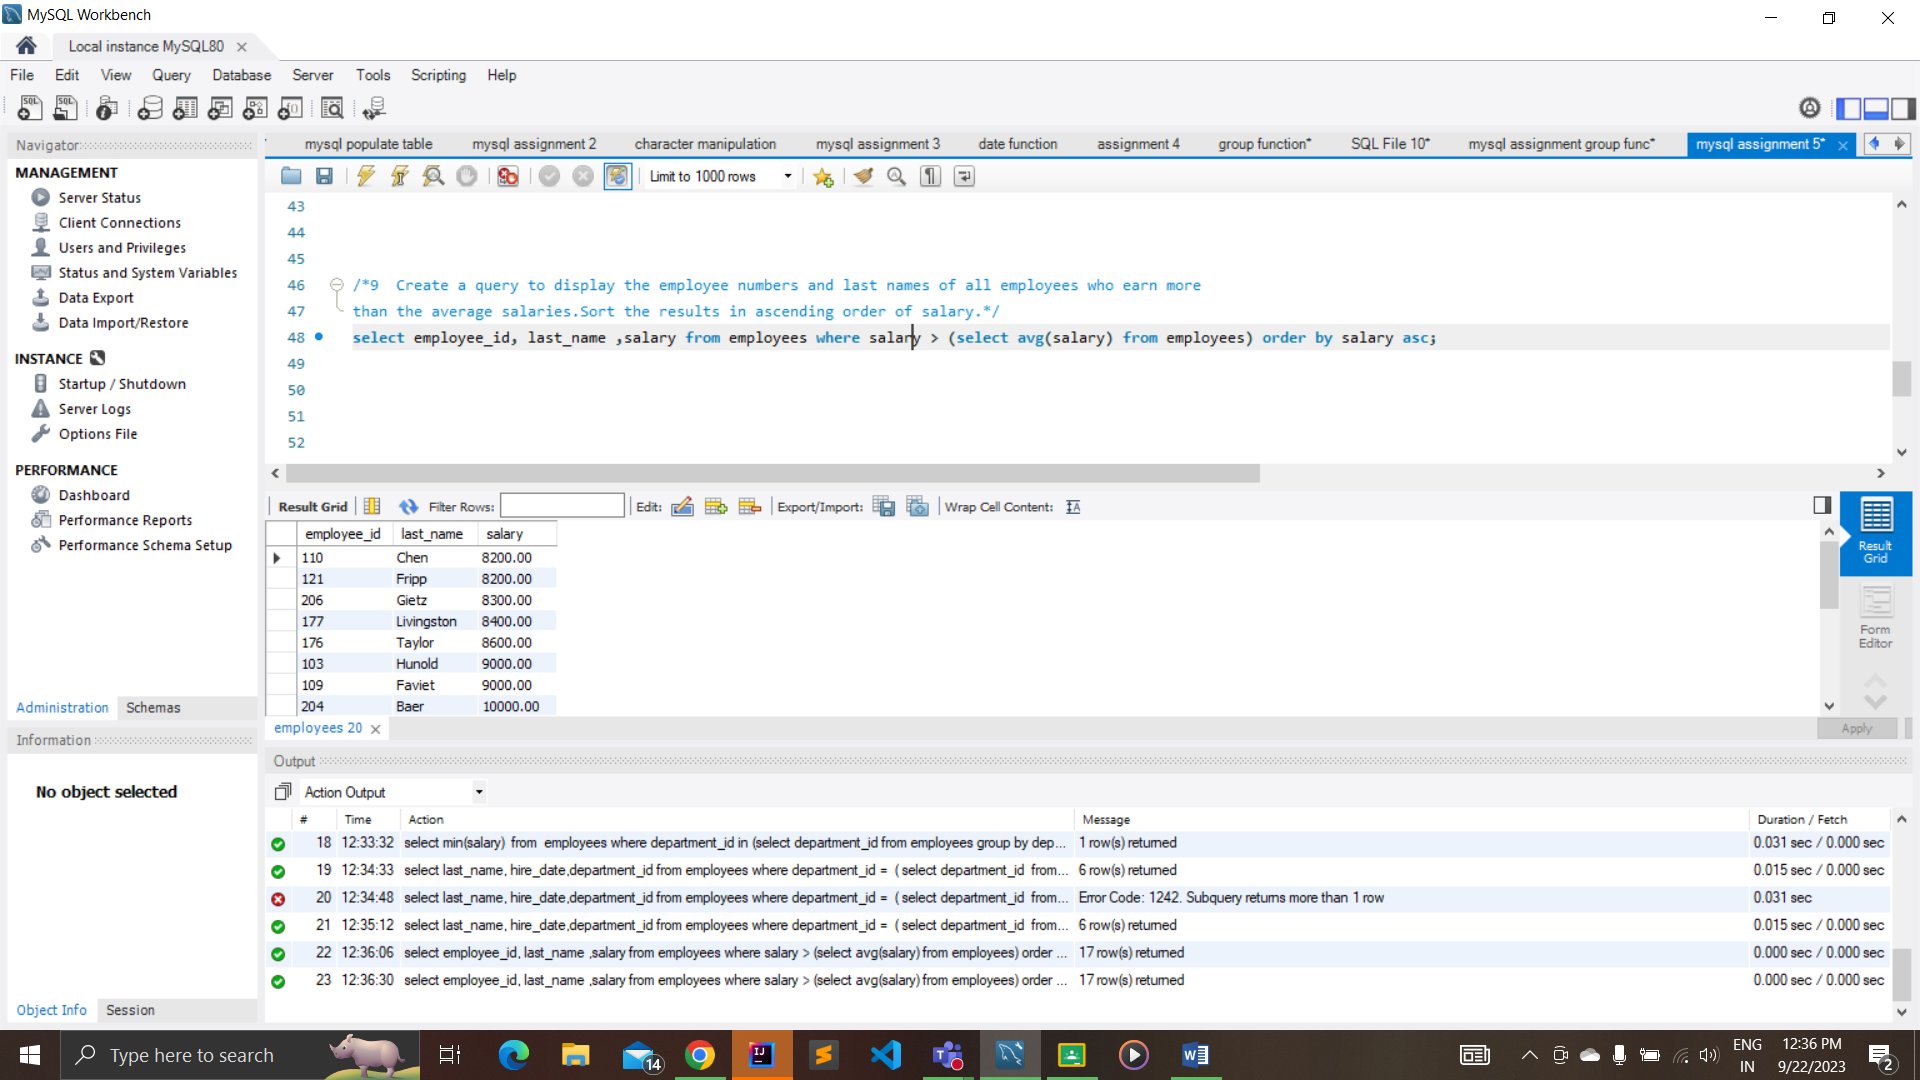 MySQL Workbench
Local instance MySQL80
File Edit View Query Database Server Tools Scripting Help
Navigator
MANAGEMENT
Server Status
Client Connections
Users and Privileges
Status and System Variables
Data Export
Data Import/Restore
INSTANCE
Startup / Shutdown
Server Logs
Options File
PERFORMANCE
Dashboard
Performance Reports
Performance Schema Setup
Administration Schemas
Information
No object selected
Object Info Session
mysql populate table mysql assignment 2 character manipulation mysql assignment 3 date function assignment 4 group function* SQL File 10* mysql assignment group func* mysql assignment 5*
Limit to 1000 rows
43
44
45
46 /*9 Create a query to display the employee numbers and last names of all employees who earn more
47 than the average salaries.Sort the results in ascending order of salary.*/
48 select employee_id, last_name ,salary from employees where salary > (select avg(salary) from employees) order by salary asc;
49
50
51
52
Result Grid Filter Rows: Edit: Export/Import: Wrap Cell Content:
employee_id last_name salary
110 Chen 8200.00
121 Fripp 8200.00
206 Gietz 8300.00
177 Livingston 8400.00
176 Taylor 8600.00
103 Hunold 9000.00
109 Faviet 9000.00
204 Baer 10000.00
Result
Grid
Form
Editor
employees 20
Apply
Output
Action Output
# Time Action Message Duration / Fetch
18 12:33:32 select min(salary) from employees where department_id in (select department_id from employees group by dep... 1 row(s) returned 0.031 sec / 0.000 sec
19 12:34:33 select last_name, hire_date,department_id from employees where department_id = ( select department_id from... 6 row(s) returned 0.015 sec / 0.000 sec
20 12:34:48 select last_name, hire_date,department_id from employees where department_id = ( select department_id from... Error Code: 1242. Subquery returns more than 1 row 0.031 sec
21 12:35:12 select last_name, hire_date,department_id from employees where department_id = ( select department_id from... 6 row(s) returned 0.015 sec / 0.000 sec
22 12:36:06 select employee_id, last_name ,salary from employees where salary > (select avg(salary) from employees) order ... 17 row(s) returned 0.000 sec / 0.000 sec
23 12:36:30 select employee_id, last_name ,salary from employees where salary > (select avg(salary) from employees) order ... 17 row(s) returned 0.000 sec / 0.000 sec
Type here to search
14
ENG
IN
12:36 PM
9/22/2023
2